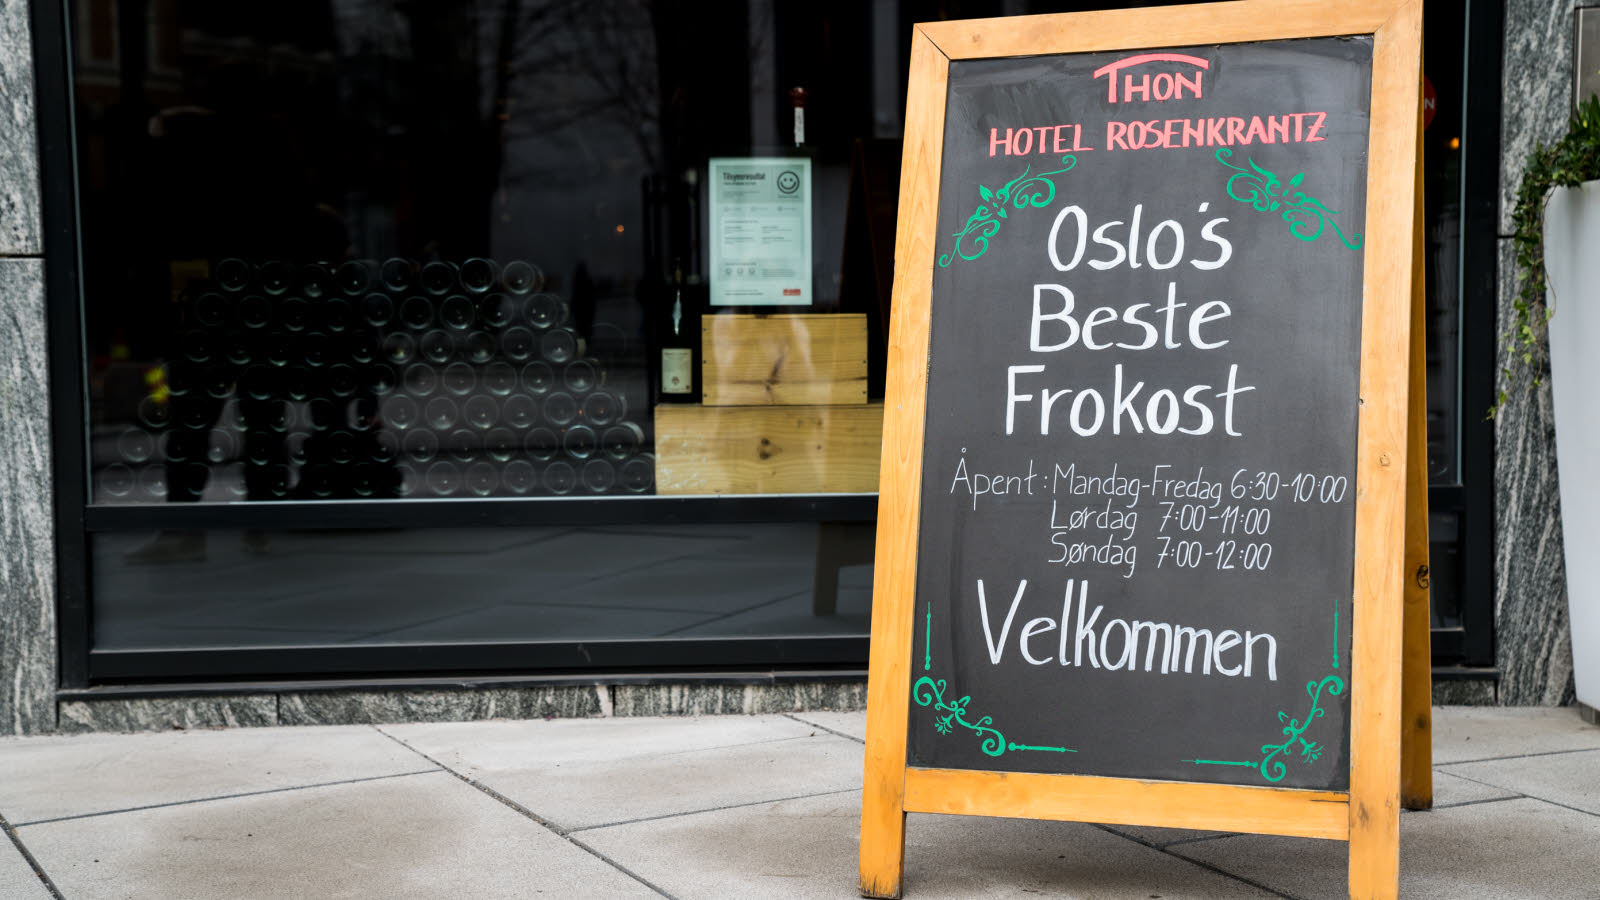 THON
HOTEL ROSENKRANTZ
Oslo's
Beste
Frokost
Åpent: Mandag-Fredag 6:30-10:00
Lørdag 7:00-11:00
Søndag 7:00-12:00
Velkommen
Tilsynsresultat